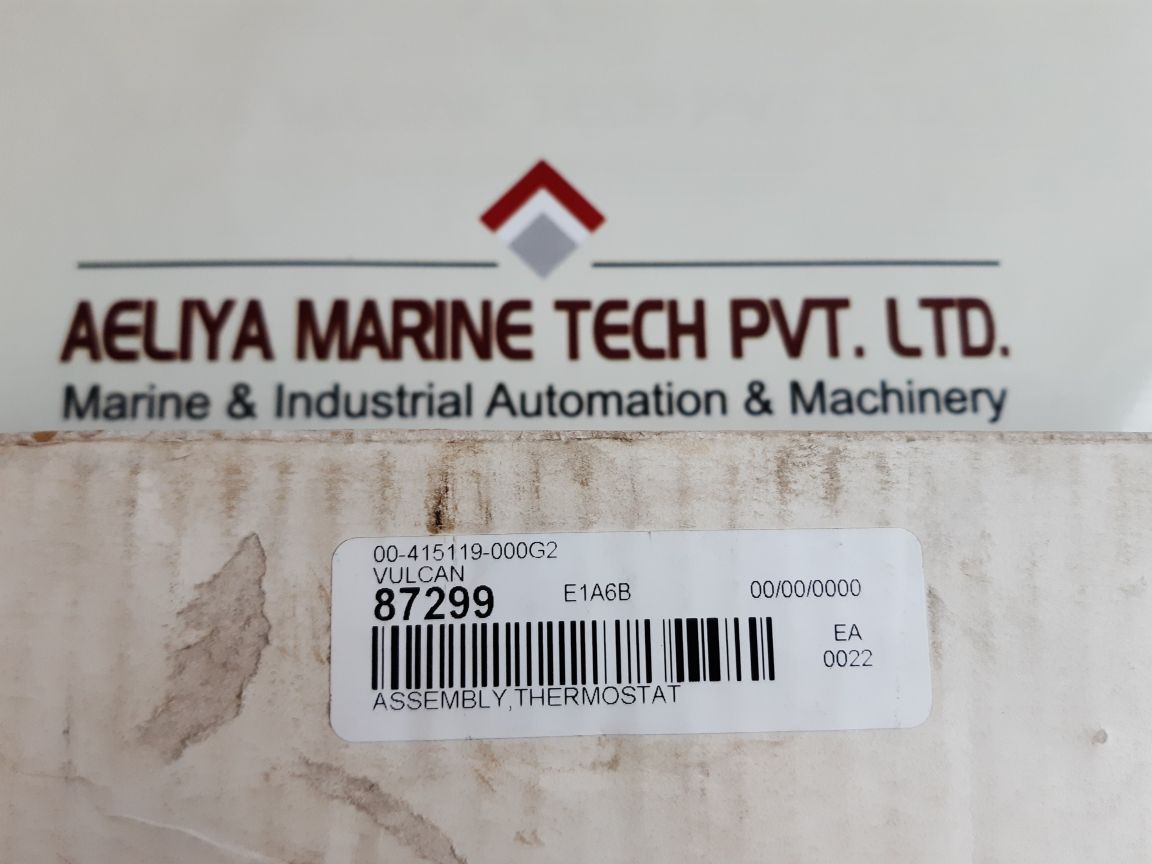 AELIYA MARINE TECH PVT. LTD.
Marine & Industrial Automation & Machinery
00-415119-000G2
VULCAN
87299 E1A6B 00/00/0000
EA
0022
ASSEMBLY,THERMOSTAT